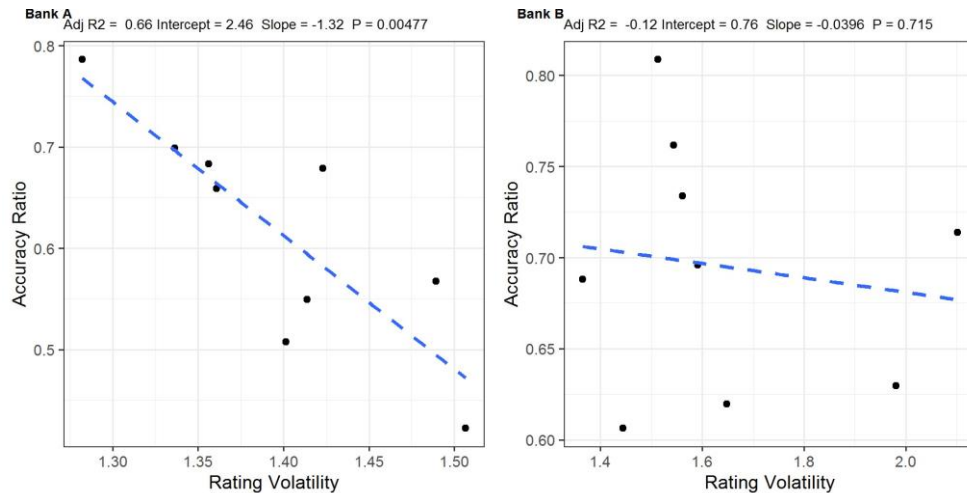 Bank A
Adj R2 = 0.66 Intercept = 2.46 Slope = -1.32 P = 0.00477
0.8
0.7
0.6
0.5
Accuracy Ratio
1.30
1.35
1.40
1.45
1.50
Rating Volatility
Bank B
Adj R2 = -0.12 Intercept = 0.76 Slope = -0.0396 P = 0.715
0.80
0.75
0.70
0.65
0.60
Accuracy Ratio
1.4
1.6
1.8
2.0
Rating Volatility